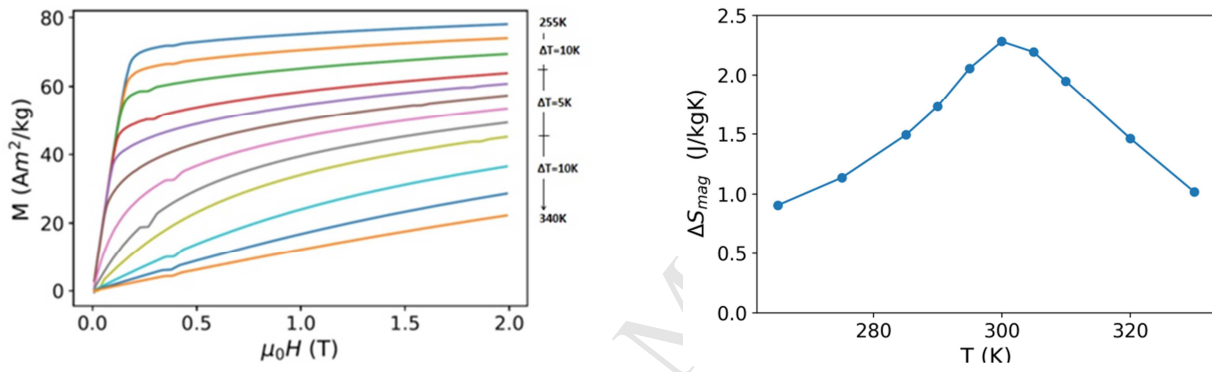 80
60
40
20
0
M (Am²/kg)
0.0 0.5 1.0 1.5 2.0
μ₀H (T)
255K
ΔT=10K
ΔT=5K
ΔT=10K
340K
2.5
2.0
1.5
1.0
0.5
0.0
ΔS_mag (J/kgK)
280 300 320
T (K)
M